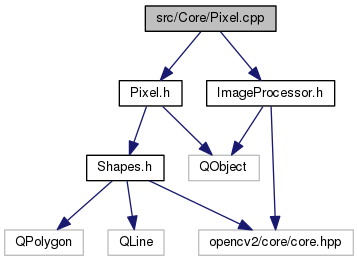 src/Core/Pixel.cpp
Pixel.h
ImageProcessor.h
Shapes.h
QObject
QPolygon
QLine
opencv2/core/core.hpp